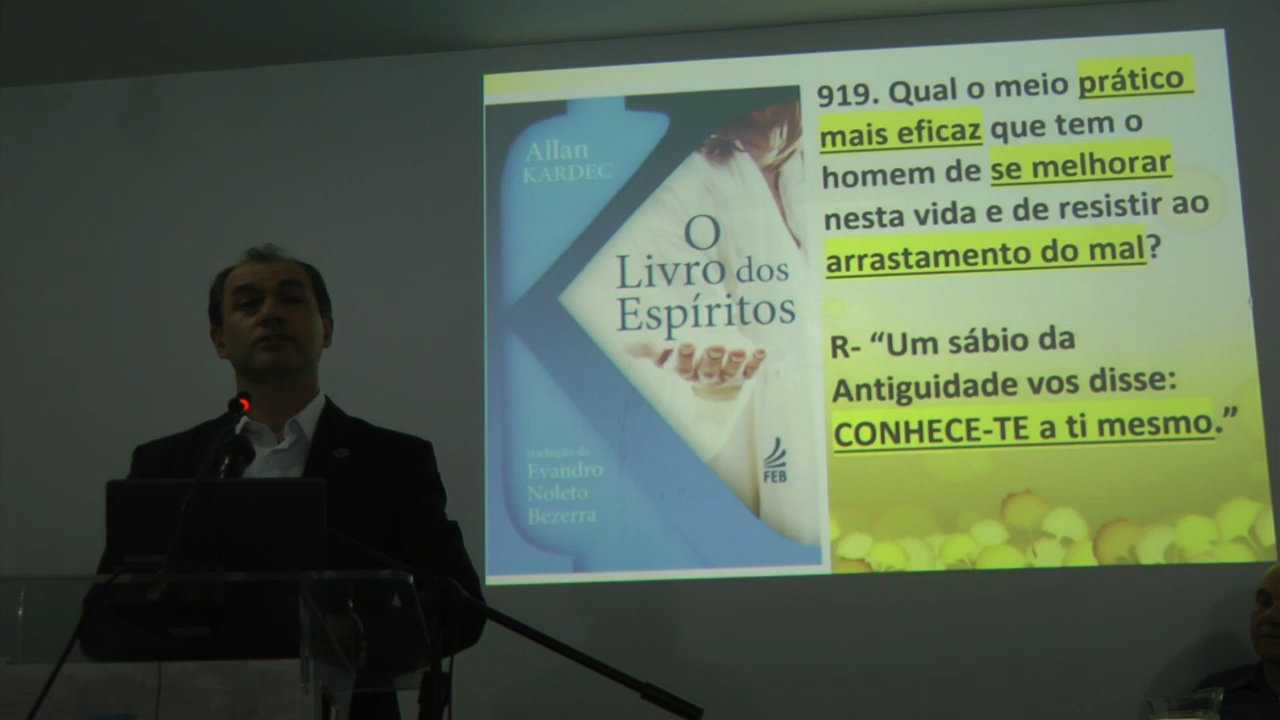 Allan
KARDEC
O
Livro dos
Espíritos
tradução de
Evandro
Noleto
Bezerra
FEB
919. Qual o meio prático
mais eficaz que tem o
homem de se melhorar
nesta vida e de resistir ao
arrastamento do mal?
R- “Um sábio da
Antiguidade vos disse:
CONHECE-TE a ti mesmo.”